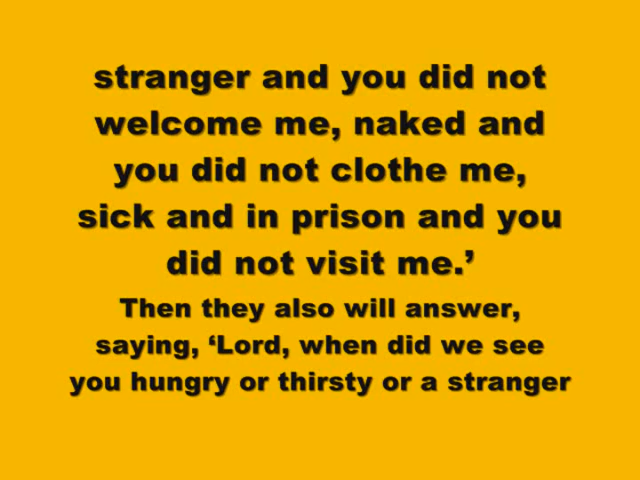 stranger and you did not
welcome me, naked and
you did not clothe me,
sick and in prison and you
did not visit me.’
Then they also will answer,
saying, ‘Lord, when did we see
you hungry or thirsty or a stranger